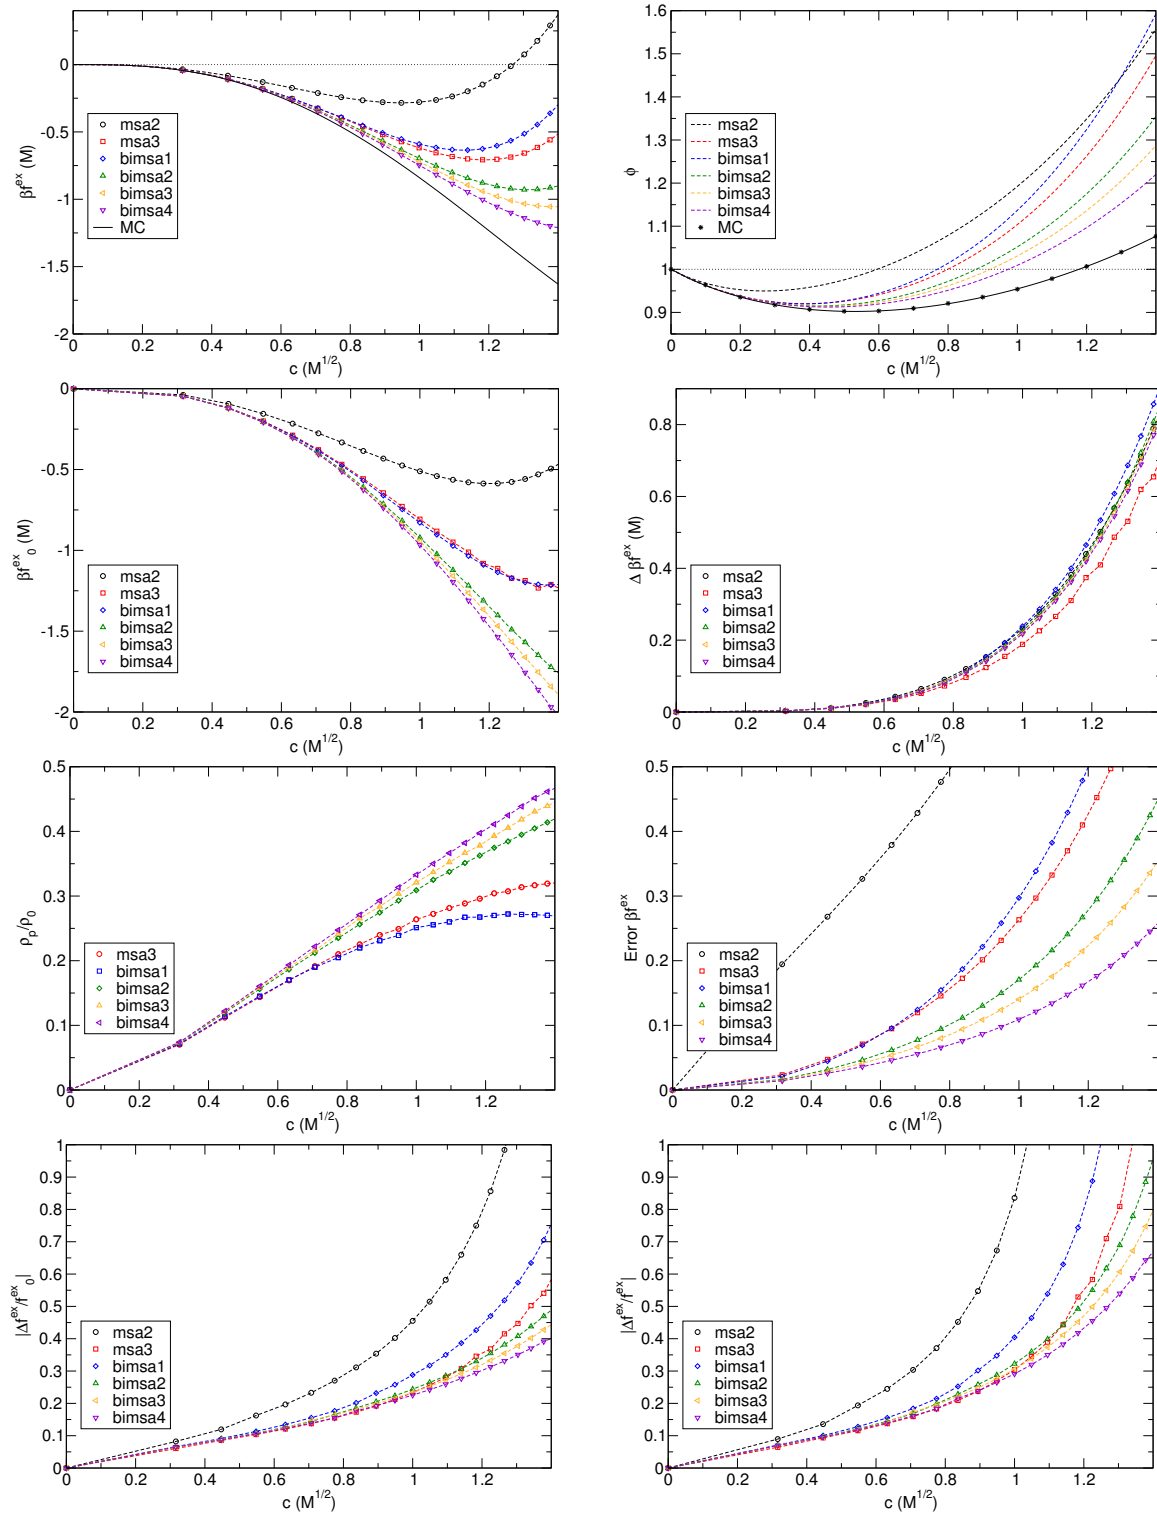 0
-0.5
-1
-1.5
-2
βf^ex (M)
msa2
msa3
bimsa1
bimsa2
bimsa3
bimsa4
MC
0 0.2 0.4 0.6 0.8 1 1.2
c (M^1/2)
1.6
1.5
1.4
1.3
1.2
1.1
1
0.9
ϕ
msa2
msa3
bimsa1
bimsa2
bimsa3
bimsa4
MC
0 0.2 0.4 0.6 0.8 1 1.2
c (M^1/2)
0
-0.5
-1
-1.5
-2
βf^ex_0 (M)
msa2
msa3
bimsa1
bimsa2
bimsa3
bimsa4
0 0.2 0.4 0.6 0.8 1 1.2
c (M^1/2)
0.8
0.6
0.4
0.2
0
Δ βf^ex (M)
msa2
msa3
bimsa1
bimsa2
bimsa3
bimsa4
0 0.2 0.4 0.6 0.8 1 1.2
c (M^1/2)
0.5
0.4
0.3
0.2
0.1
0
ρ_p/ρ_0
msa3
bimsa1
bimsa2
bimsa3
bimsa4
0 0.2 0.4 0.6 0.8 1 1.2
c (M^1/2)
0.5
0.4
0.3
0.2
0.1
0
Error βf^ex
msa2
msa3
bimsa1
bimsa2
bimsa3
bimsa4
0 0.2 0.4 0.6 0.8 1 1.2
c (M^1/2)
1
0.9
0.8
0.7
0.6
0.5
0.4
0.3
0.2
0.1
0
|Δf^ex/f^ex_0|
msa2
msa3
bimsa1
bimsa2
bimsa3
bimsa4
0 0.2 0.4 0.6 0.8 1 1.2
c (M^1/2)
1
0.9
0.8
0.7
0.6
0.5
0.4
0.3
0.2
0.1
0
|Δf^ex/f^ex|
msa2
msa3
bimsa1
bimsa2
bimsa3
bimsa4
0 0.2 0.4 0.6 0.8 1 1.2
c (M^1/2)